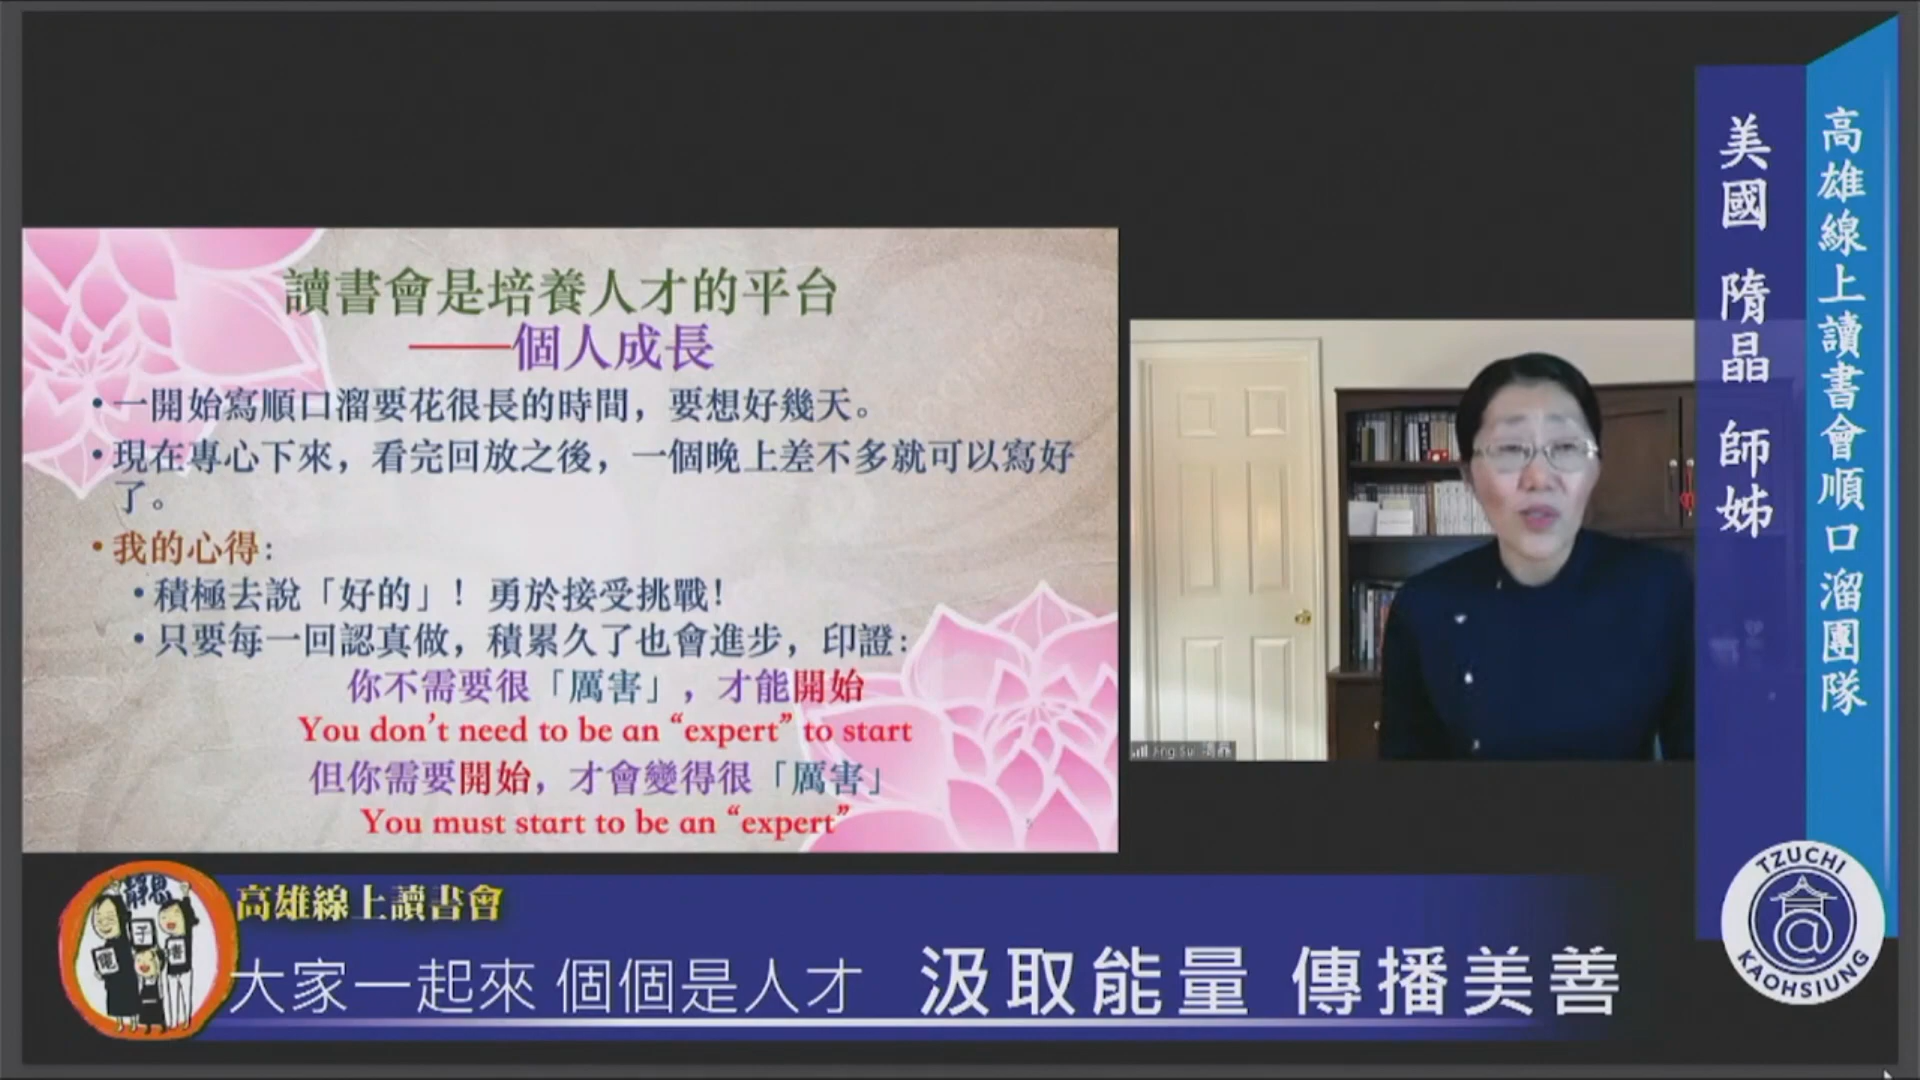 讀書會是培養人才的平台
——個人成長
•一開始寫順口溜要花很長的時間，要想好幾天。
•現在專心下來，看完回放之後，一個晚上差不多就可以寫好
了。
•我的心得：
•積極去說「好的」！勇於接受挑戰！
•只要每一回認真做，積累久了也會進步，印證：
你不需要很「厲害」，才能開始
You don’t need to be an “expert” to start
但你需要開始，才會變得很「厲害」
You must start to be an “expert”
5
高雄線上讀書會順口溜團隊
美國 隋晶 師姊
靜思
電
子
書
高雄線上讀書會
大家一起來 個個是人才 汲取能量 傳播美善
TZUCHI
@
KAOHSIUNG